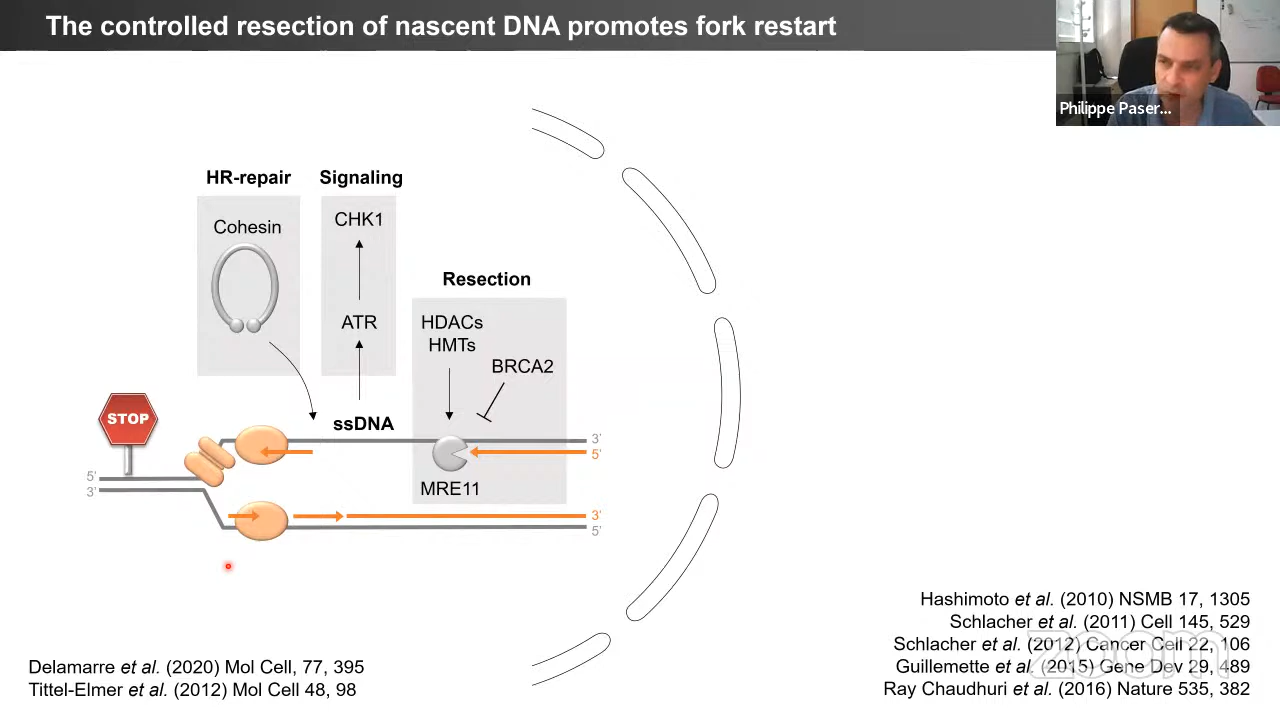 The controlled resection of nascent DNA promotes fork restart
Philippe Paser...
HR-repair
Signaling
Cohesin
CHK1
Resection
ATR
HDACs
HMTs
BRCA2
STOP
ssDNA
3’
5’
MRE11
5’
3’
3’
5’
Hashimoto et al. (2010) NSMB 17, 1305
Schlacher et al. (2011) Cell 145, 529
Schlacher et al. (2012) Cancer Cell 22, 106
Guillemette et al. (2015) Gene Dev 29, 489
Ray Chaudhuri et al. (2016) Nature 535, 382
zoom
Delamarre et al. (2020) Mol Cell, 77, 395
Tittel-Elmer et al. (2012) Mol Cell 48, 98